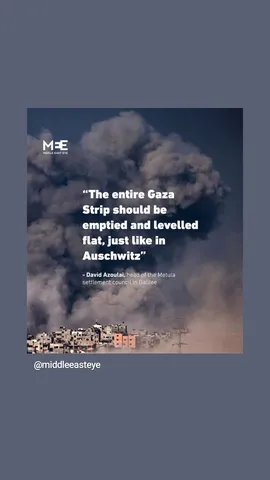 MEE
MIDDLE EAST EYE
“The entire Gaza
Strip should be
emptied and levelled
flat, just like in
Auschwitz”
- David Azoulai, head of the Metula
settlement council in Galilee
@middleeasteye